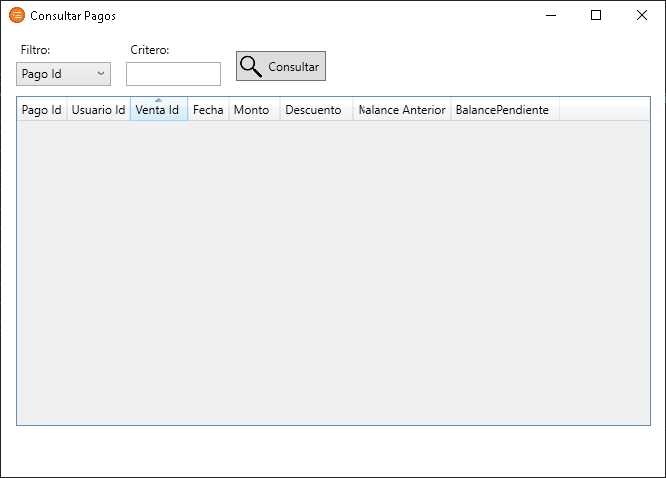 Consultar Pagos
Filtro: Critero:
Pago Id Consultar
Pago Id Usuario Id Venta Id Fecha Monto Descuento Nalance Anterior BalancePendiente